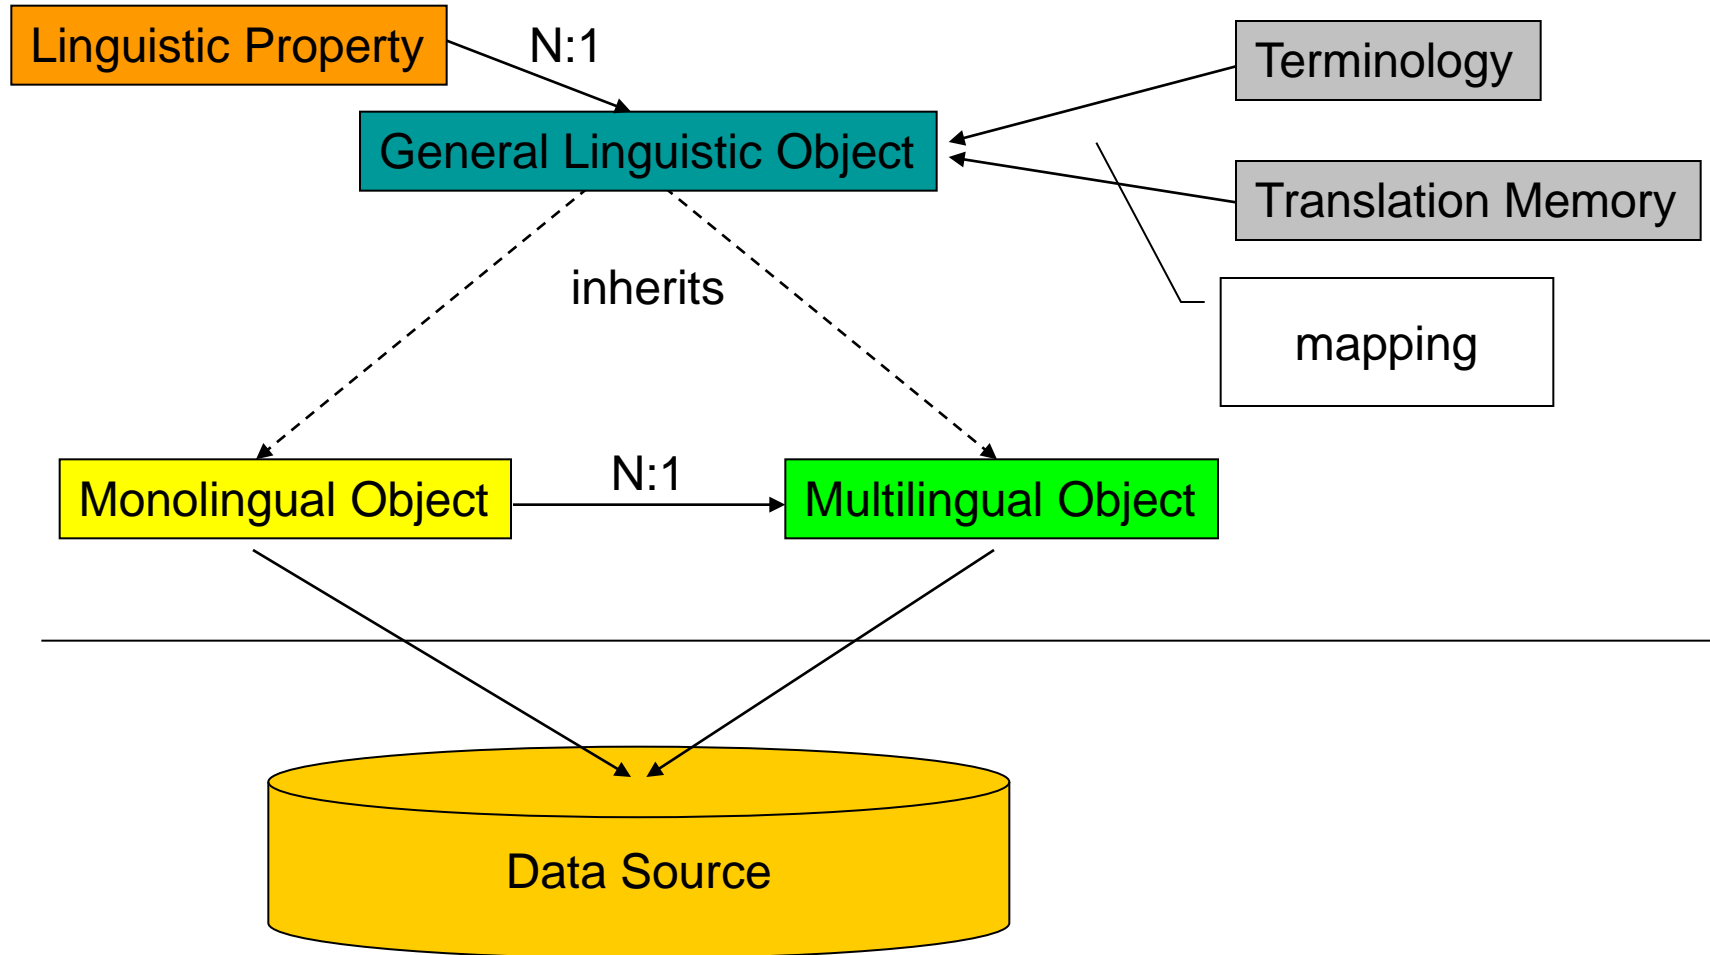 Linguistic Property
N:1
Terminology
General Linguistic Object
Translation Memory
inherits
mapping
Monolingual Object
N:1
Multilingual Object
Data Source